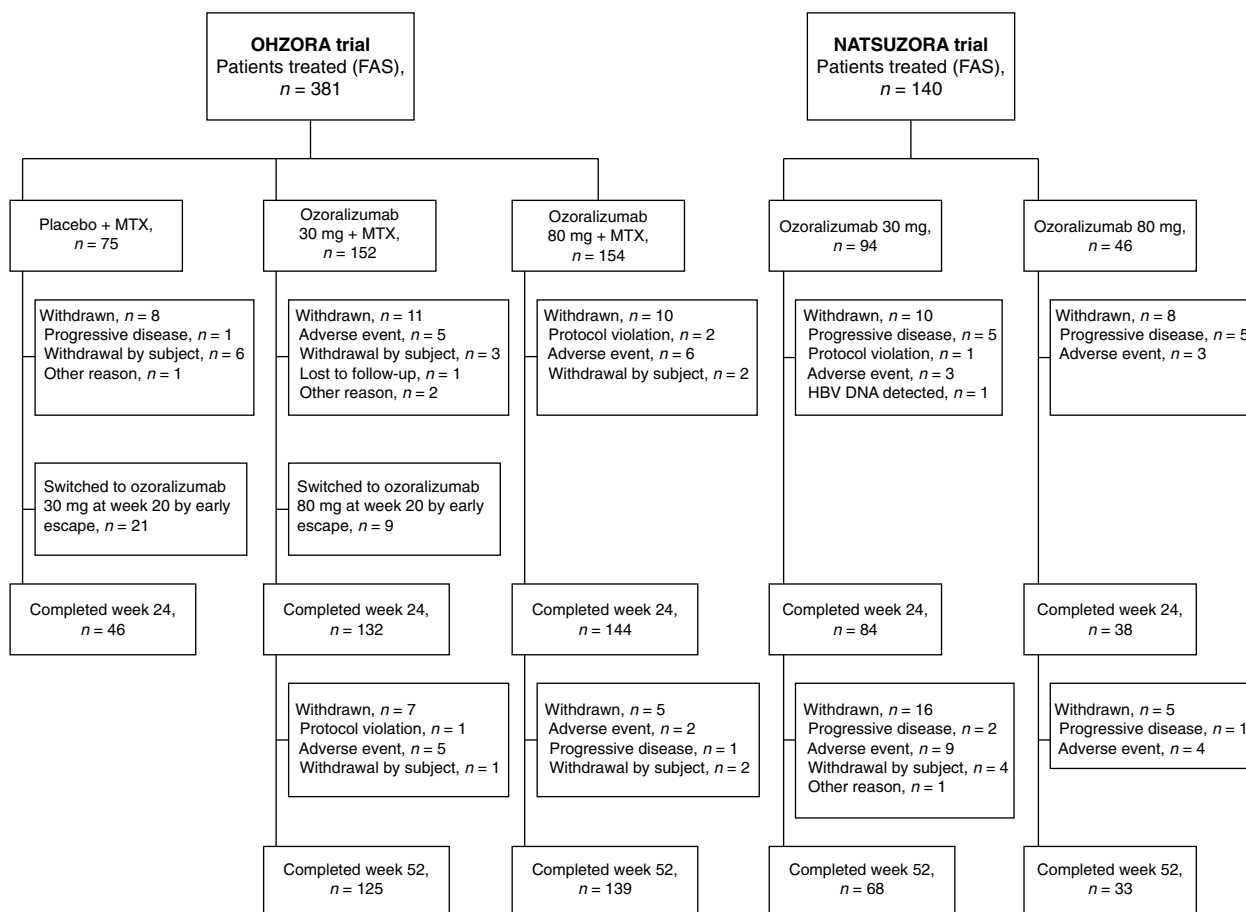 OHZORA trial
Patients treated (FAS),
n = 381
NATSUZORA trial
Patients treated (FAS),
n = 140
Placebo + MTX,
n = 75
Ozoralizumab
30 mg + MTX,
n = 152
Ozoralizumab
80 mg + MTX,
n = 154
Ozoralizumab 30 mg,
n = 94
Ozoralizumab 80 mg,
n = 46
Withdrawn, n = 8
Progressive disease, n = 1
Withdrawal by subject, n = 6
Other reason, n = 1
Withdrawn, n = 11
Adverse event, n = 5
Withdrawal by subject, n = 3
Lost to follow-up, n = 1
Other reason, n = 2
Withdrawn, n = 10
Protocol violation, n = 2
Adverse event, n = 6
Withdrawal by subject, n = 2
Withdrawn, n = 10
Progressive disease, n = 5
Protocol violation, n = 1
Adverse event, n = 3
HBV DNA detected, n = 1
Withdrawn, n = 8
Progressive disease, n = 5
Adverse event, n = 3
Switched to ozoralizumab
30 mg at week 20 by early
escape, n = 21
Switched to ozoralizumab
80 mg at week 20 by early
escape, n = 9
Completed week 24,
n = 46
Completed week 24,
n = 132
Completed week 24,
n = 144
Completed week 24,
n = 84
Completed week 24,
n = 38
Withdrawn, n = 7
Protocol violation, n = 1
Adverse event, n = 5
Withdrawal by subject, n = 1
Withdrawn, n = 5
Adverse event, n = 2
Progressive disease, n = 1
Withdrawal by subject, n = 2
Withdrawn, n = 16
Progressive disease, n = 2
Adverse event, n = 9
Withdrawal by subject, n = 4
Other reason, n = 1
Withdrawn, n = 5
Progressive disease, n = 1
Adverse event, n = 4
Completed week 52,
n = 125
Completed week 52,
n = 139
Completed week 52,
n = 68
Completed week 52,
n = 33